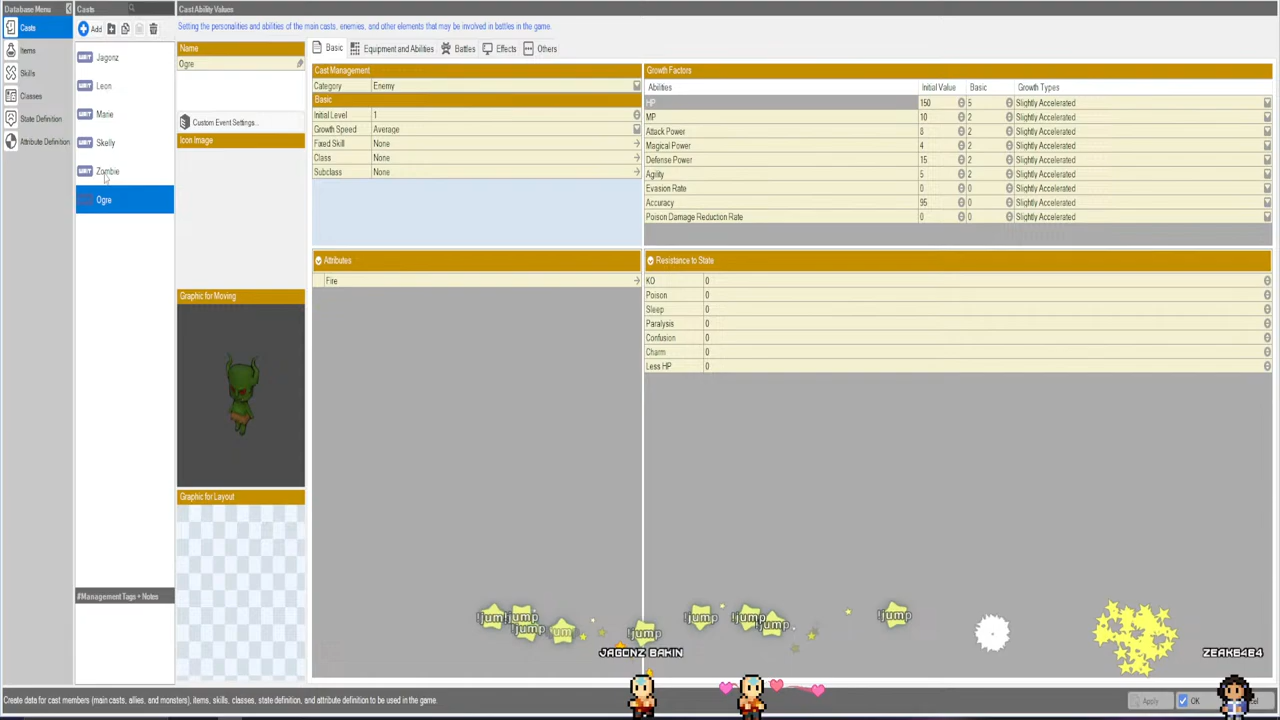 Database Menu
Casts
Items
Skills
Classes
State Definition
Attribute Definition
Casts
Add
Jagonz
Leon
Marie
Skelly
Zombie
Ogre
#Management Tags + Notes
Cast Ability Values
Setting the personalities and abilities of the main casts, enemies, and other elements that may be involved in battles in the game.
Name
Ogre
Custom Event Settings...
Icon Image
Graphic for Moving
Graphic for Layout
Basic Equipment and Abilities Battles Effects Others
Cast Management
Category Enemy
Basic
Initial Level 1
Growth Speed Average
Fixed Skill None
Class None
Subclass None
Growth Factors
Abilities Initial Value Basic Growth Types
HP 150 5 Slightly Accelerated
MP 10 2 Slightly Accelerated
Attack Power 8 2 Slightly Accelerated
Magical Power 4 2 Slightly Accelerated
Defense Power 15 2 Slightly Accelerated
Agility 5 2 Slightly Accelerated
Evasion Rate 0 0 Slightly Accelerated
Accuracy 95 0 Slightly Accelerated
Poison Damage Reduction Rate 0 0 Slightly Accelerated
Attributes
Fire
Resistance to State
KO 0
Poison 0
Sleep 0
Paralysis 0
Confusion 0
Charm 0
Less HP 0
!jump !jump !jump !jump !jump
!jump !jump
JAGONZ BAKIN ZEAK6464
Create data for cast members (main casts, allies, and monsters), items, skills, classes, state definition, and attribute definition to be used in the game.
Apply OK